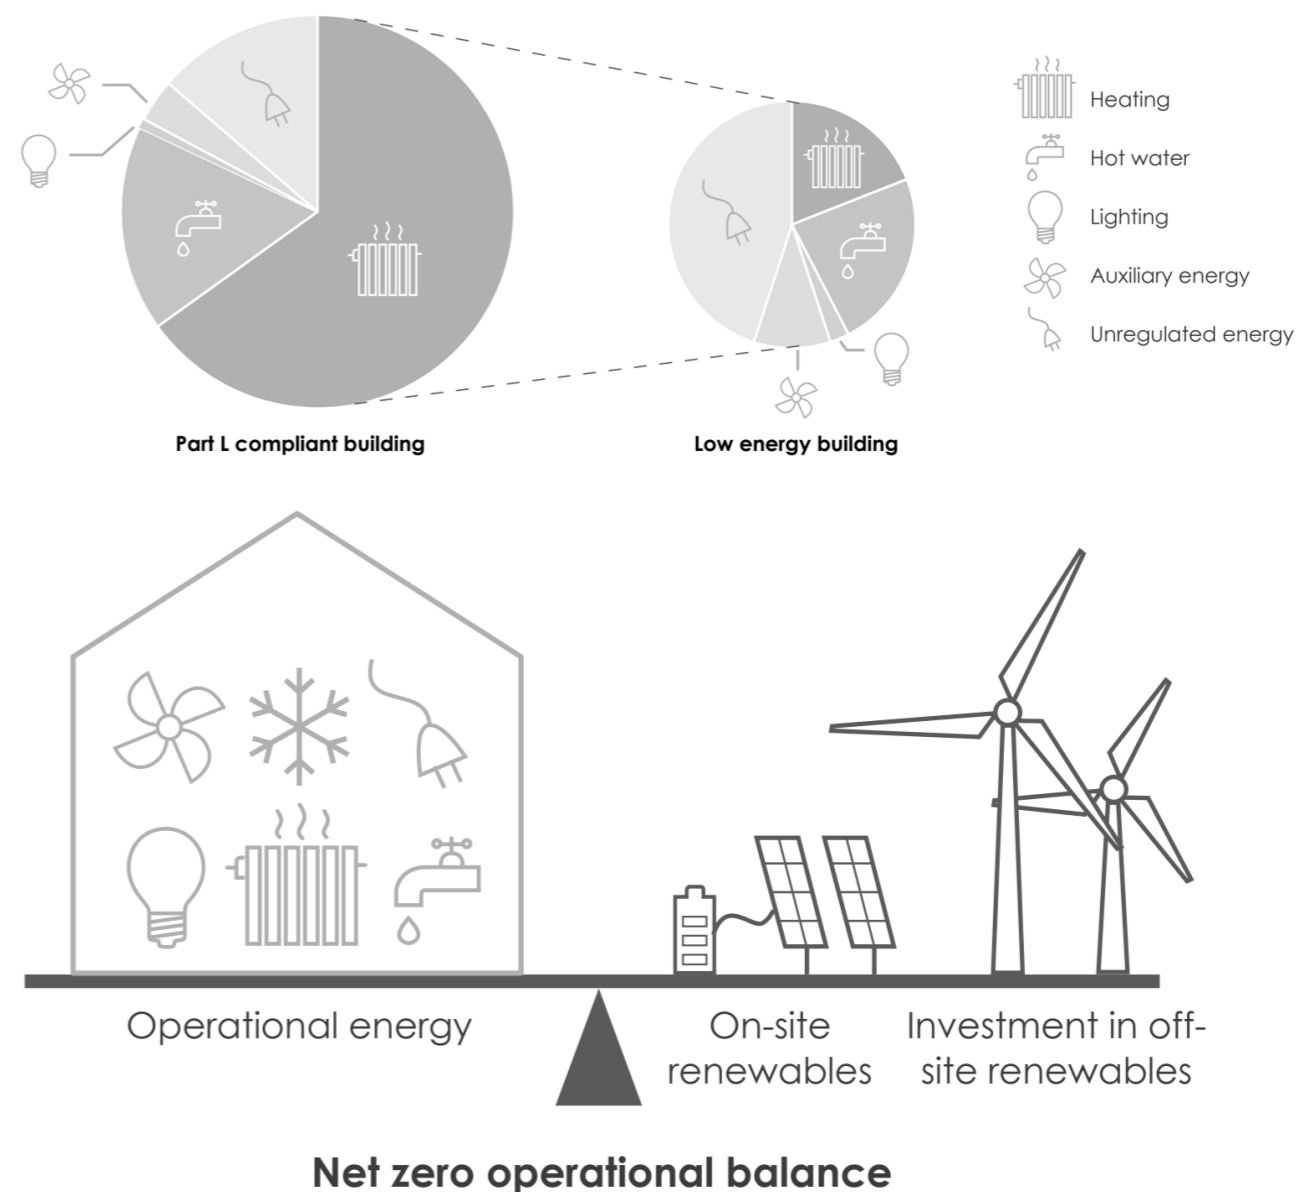 Heating
Hot water
Lighting
Auxiliary energy
Unregulated energy
Part L compliant building
Low energy building
Operational energy
On-site
renewables
Investment in off-
site renewables
Net zero operational balance